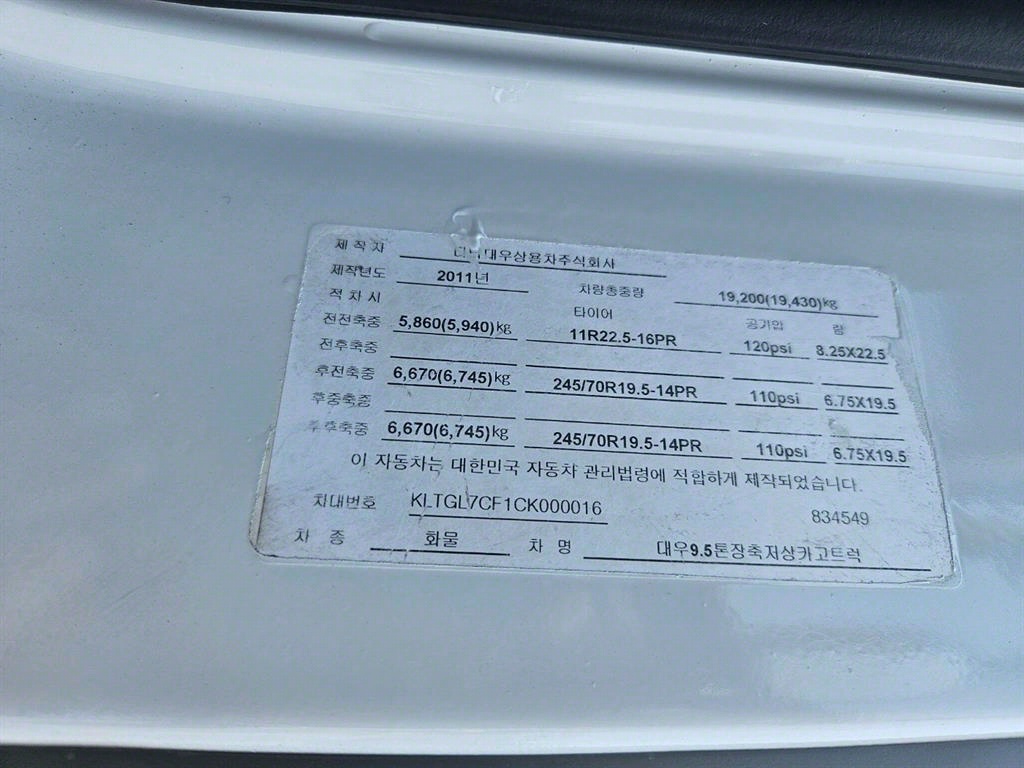 제 작 자 대우상용차주식회사
제작년도 2011년 차량총중량 19,200(19,430)kg
적 차 시 타이어 공기압 림
전전축중 5,860(5,940)kg 11R22.5-16PR 120psi 8.25X22.5
전후축중
후전축중 6,670(6,745)kg 245/70R19.5-14PR 110psi 6.75X19.5
후중축중
후후축중 6,670(6,745)kg 245/70R19.5-14PR 110psi 6.75X19.5
이 자동차는 대한민국 자동차 관리법령에 적합하게 제작되었습니다.
차대번호 KLTGL7CF1CK000016 834549
차 종 화물 차 명 대우9.5톤장축저상카고트럭